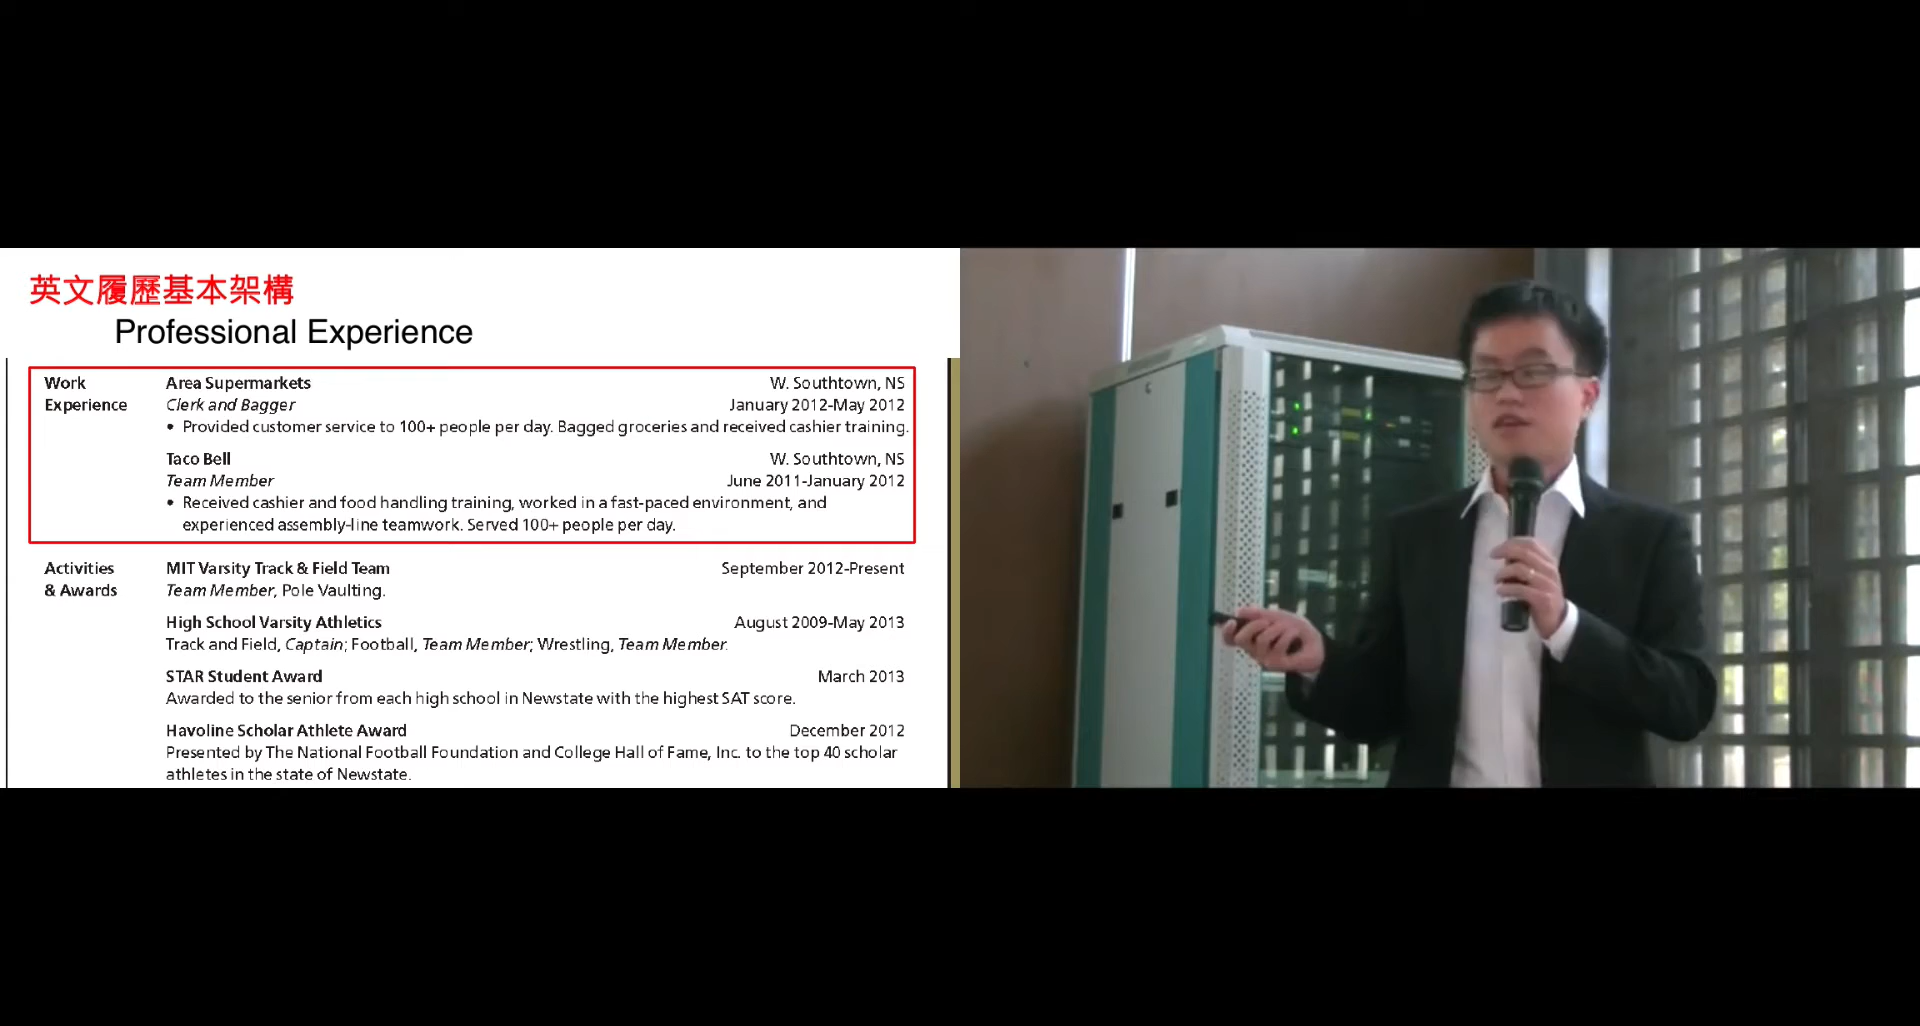 英文履歷基本架構
Professional Experience
Work Experience
Area Supermarkets W. Southtown, NS
Clerk and Bagger January 2012-May 2012
• Provided customer service to 100+ people per day. Bagged groceries and received cashier training.
Taco Bell W. Southtown, NS
Team Member June 2011-January 2012
• Received cashier and food handling training, worked in a fast-paced environment, and
experienced assembly-line teamwork. Served 100+ people per day.
Activities & Awards
MIT Varsity Track & Field Team September 2012-Present
Team Member, Pole Vaulting.
High School Varsity Athletics August 2009-May 2013
Track and Field, Captain; Football, Team Member; Wrestling, Team Member.
STAR Student Award March 2013
Awarded to the senior from each high school in Newstate with the highest SAT score.
Havoline Scholar Athlete Award December 2012
Presented by The National Football Foundation and College Hall of Fame, Inc. to the top 40 scholar
athletes in the state of Newstate.